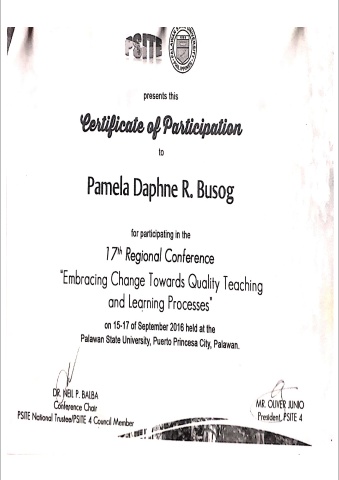 PSITE
presents this
Certificate of Participation
to
Pamela Daphne R. Busog
for participating in the
17th Regional Conference
"Embracing Change Towards Quality Teaching
and Learning Processes"
on 15-17 of September 2016 held at the
Palawan State University, Puerto Princesa City, Palawan.
DR. NEIL P. BALBA
Conference Chair
PSITE National Trustee/PSITE 4 Council Member
MR. OLIVER JUNIO
President, PSITE 4